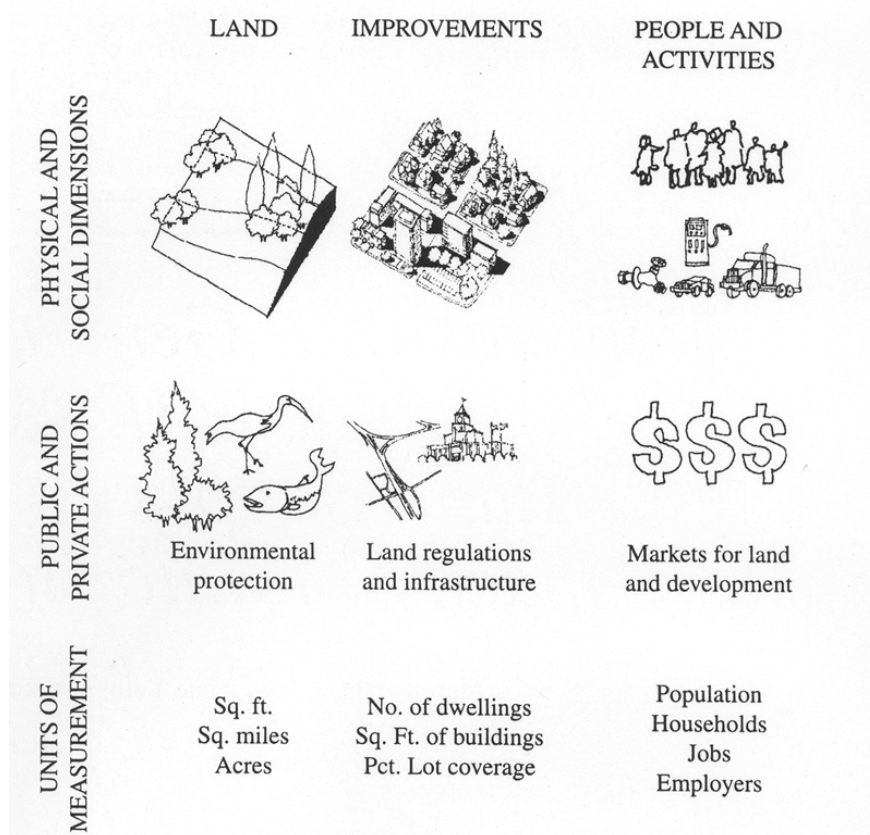 LAND
IMPROVEMENTS
PEOPLE AND
ACTIVITIES
PHYSICAL AND
SOCIAL DIMENSIONS
PUBLIC AND
PRIVATE ACTIONS
Environmental
protection
Land regulations
and infrastructure
$$$
Markets for land
and development
UNITS OF
MEASUREMENT
Sq. ft.
Sq. miles
Acres
No. of dwellings
Sq. Ft. of buildings
Pct. Lot coverage
Population
Households
Jobs
Employers